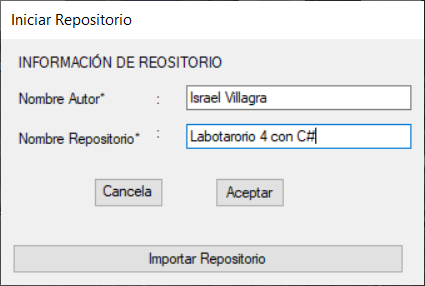 Iniciar Repositorio
INFORMACIÓN DE REOSITORIO
Nombre Autor* : Israel Villagra
Nombre Repositorio* : Labotarorio 4 con C#
Cancela Aceptar
Importar Repositorio